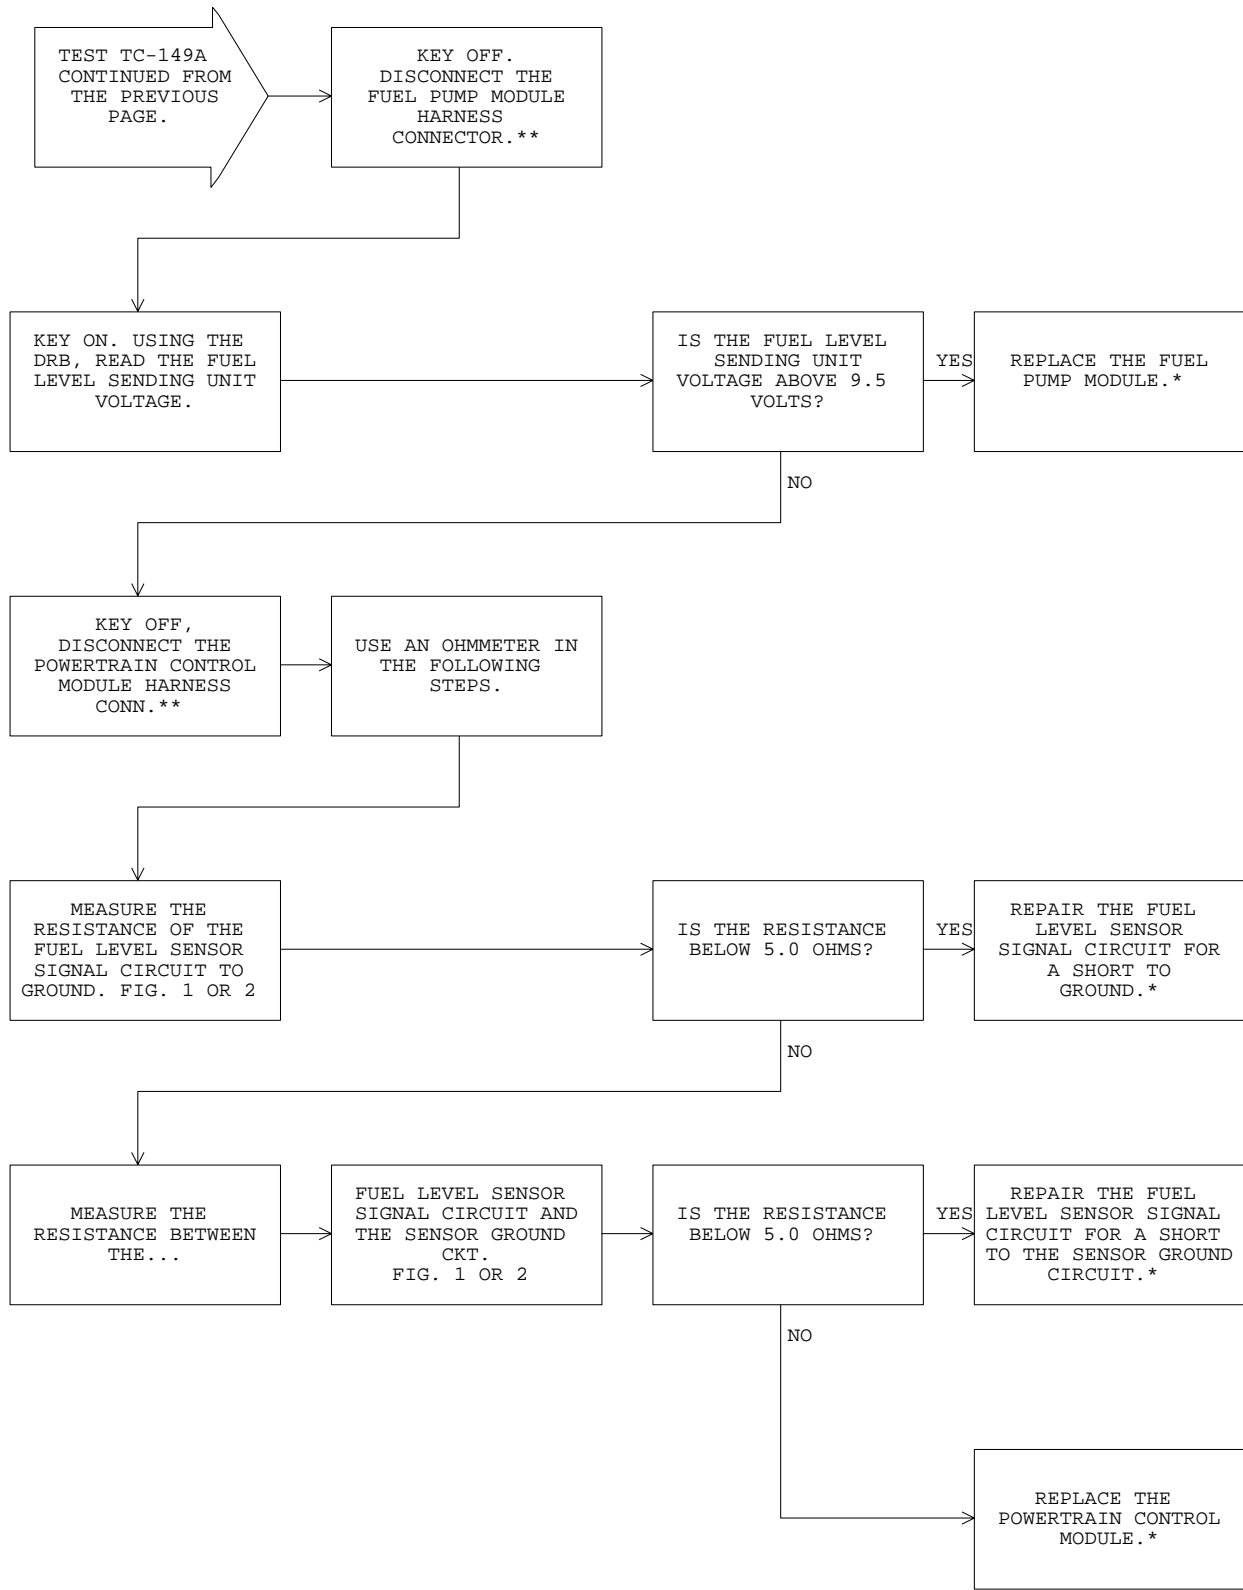 TEST TC-149A
CONTINUED FROM
THE PREVIOUS
PAGE.
KEY OFF.
DISCONNECT THE
FUEL PUMP MODULE
HARNESS
CONNECTOR.**
KEY ON. USING THE
DRB, READ THE FUEL
LEVEL SENDING UNIT
VOLTAGE.
IS THE FUEL LEVEL
SENDING UNIT
VOLTAGE ABOVE 9.5
VOLTS?
YES
REPLACE THE FUEL
PUMP MODULE.*
NO
KEY OFF,
DISCONNECT THE
POWERTRAIN CONTROL
MODULE HARNESS
CONN.**
USE AN OHMMETER IN
THE FOLLOWING
STEPS.
MEASURE THE
RESISTANCE OF THE
FUEL LEVEL SENSOR
SIGNAL CIRCUIT TO
GROUND. FIG. 1 OR 2
IS THE RESISTANCE
BELOW 5.0 OHMS?
YES
REPAIR THE FUEL
LEVEL SENSOR
SIGNAL CIRCUIT FOR
A SHORT TO
GROUND.*
NO
MEASURE THE
RESISTANCE BETWEEN
THE...
FUEL LEVEL SENSOR
SIGNAL CIRCUIT AND
THE SENSOR GROUND
CKT.
FIG. 1 OR 2
IS THE RESISTANCE
BELOW 5.0 OHMS?
YES
REPAIR THE FUEL
LEVEL SENSOR SIGNAL
CIRCUIT FOR A SHORT
TO THE SENSOR GROUND
CIRCUIT.*
NO
REPLACE THE
POWERTRAIN CONTROL
MODULE.*